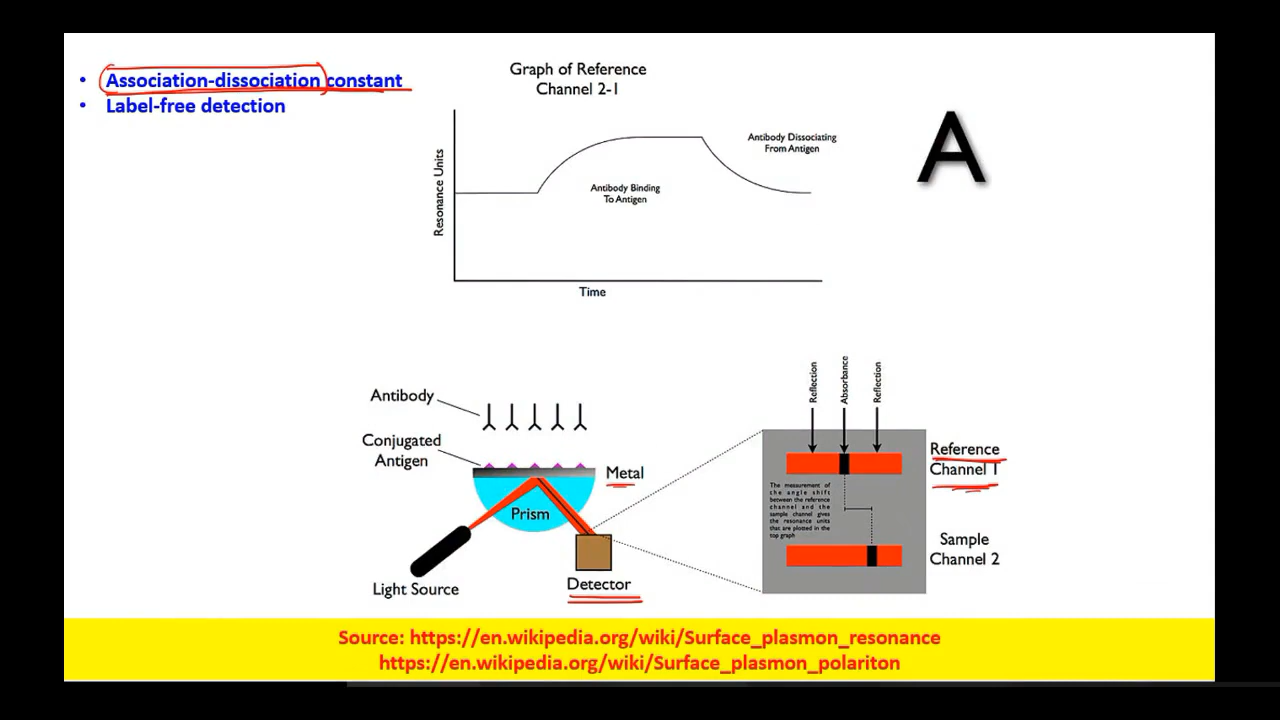 • Association-dissociation constant
• Label-free detection
Graph of Reference
Channel 2-1
Resonance Units
Antibody Binding
To Antigen
Antibody Dissociating
From Antigen
Time
A
Antibody
Conjugated
Antigen
Metal
Prism
Light Source
Detector
Reflection
Absorbance
Reflection
Reference
Channel 1
The measurement of
the angle shift
between the reference
channel and the
sample channel gives
the resonance units
that are plotted in the
top graph
Sample
Channel 2
Source: https://en.wikipedia.org/wiki/Surface_plasmon_resonance
https://en.wikipedia.org/wiki/Surface_plasmon_polariton